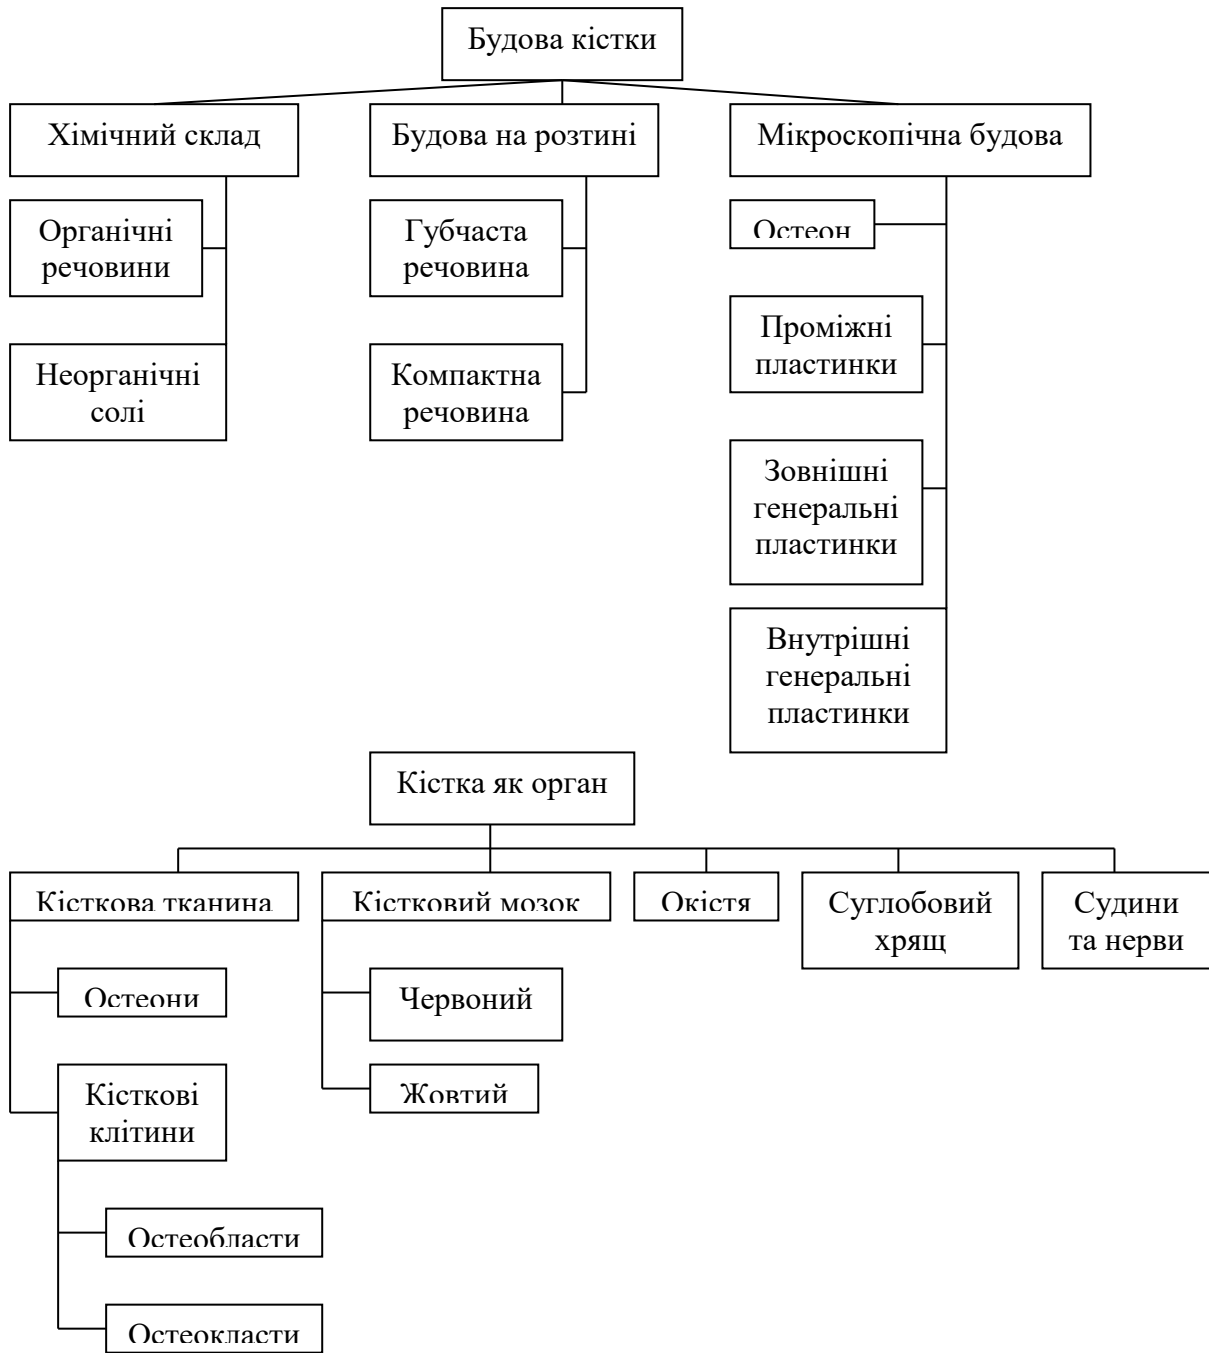 Будова кістки
Хімічний склад
Будова на розтині
Мікроскопічна будова
Органічні
речовини
Губчаста
речовина
Остеон
Неорганічні
солі
Компактна
речовина
Проміжні
пластинки
Зовнішні
генеральні
пластинки
Внутрішні
генеральні
пластинки
Кістка як орган
Кісткова тканина
Кістковий мозок
Окістя
Суглобовий
хрящ
Судини
та нерви
Остеони
Червоний
Кісткові
клітини
Жовтий
Остеобласти
Остеокласти